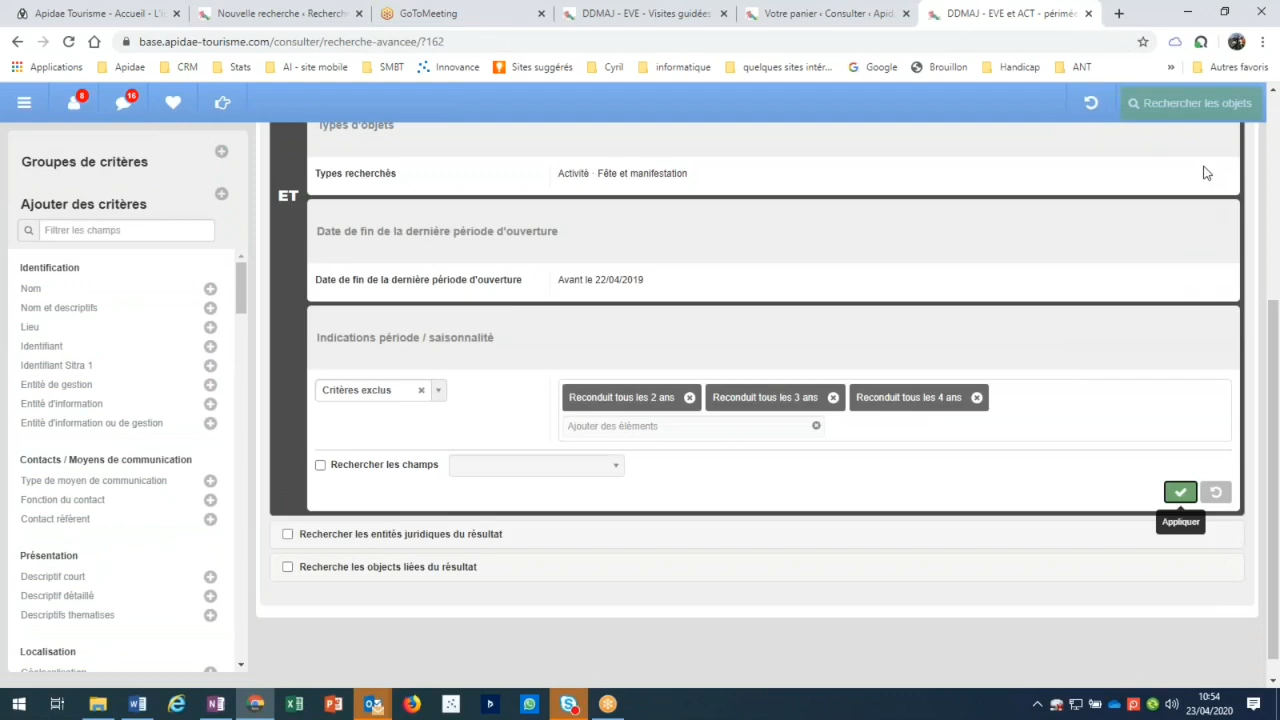 Apidae Tourisme - Accueil - L'i
Nouvelle recherche ‹ Recherch
GoToMeeting
DDMAJ - EVE - Visites guidées
Votre panier ‹ Consulter ‹ Apid
DDMAJ - EVE et ACT - périmée
base.apidae-tourisme.com/consulter/recherche-avancee/?162
Applications
Apidae
CRM
Stats
AI - site mobile
SMBT
Innovance
Sites suggérés
Cyril
informatique
quelques sites intér...
Google
Brouillon
Handicap
ANT
»
Autres favoris
8
16
Rechercher les objets
Groupes de critères
Ajouter des critères
Filtrer les champs
Identification
Nom
Nom et descriptifs
Lieu
Identifiant
Identifiant Sitra 1
Entité de gestion
Entité d'information
Entité d'information ou de gestion
Contacts / Moyens de communication
Type de moyen de communication
Fonction du contact
Contact référent
Présentation
Descriptif court
Descriptif détaillé
Descriptifs thématisés
Localisation
ET
Types d'objets
Types recherchés
Activité · Fête et manifestation
Date de fin de la dernière période d'ouverture
Date de fin de la dernière période d'ouverture
Avant le 22/04/2019
Indications période / saisonnalité
Critères exclus
Reconduit tous les 2 ans
Reconduit tous les 3 ans
Reconduit tous les 4 ans
Ajouter des éléments
Rechercher les champs
Appliquer
Rechercher les entités juridiques du résultat
Recherche les objects liées du résultat
10:54
23/04/2020